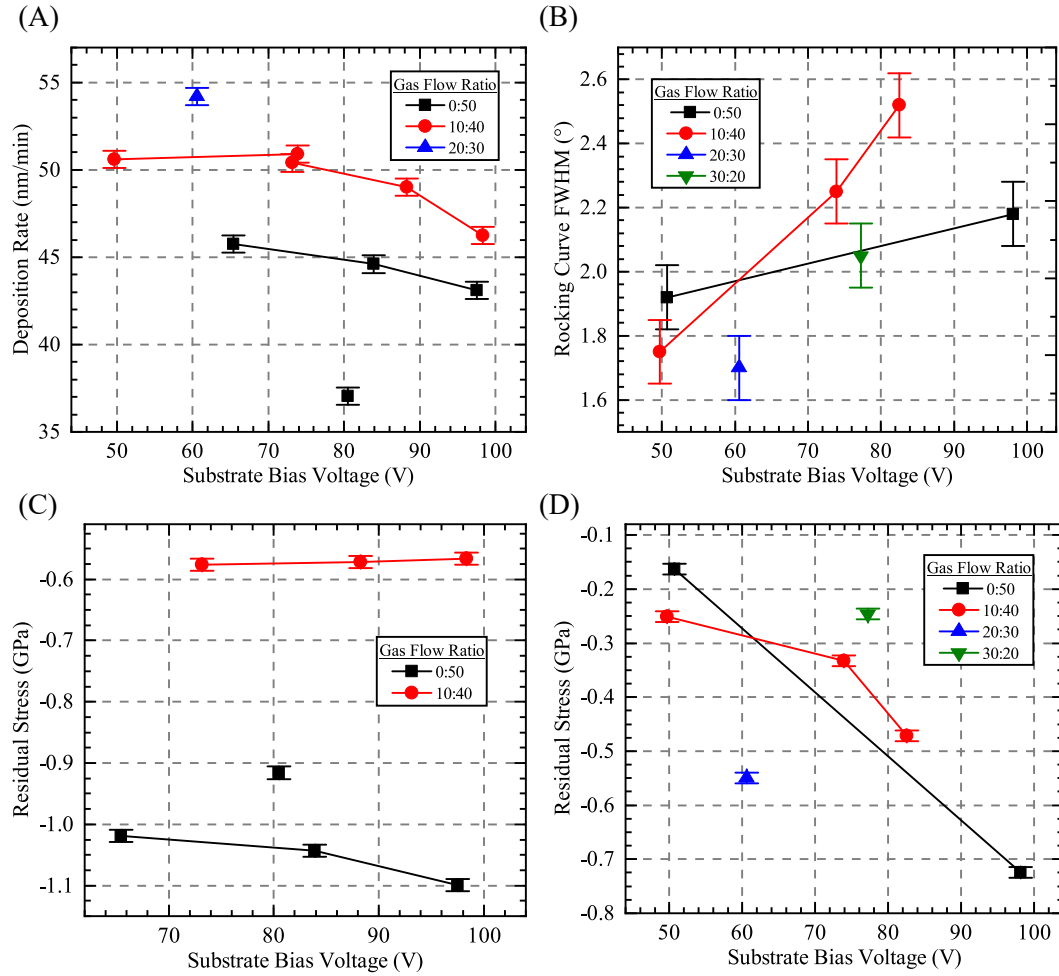 (A)
55
50
45
40
35
Deposition Rate (nm/min)
50 60 70 80 90 100
Substrate Bias Voltage (V)
Gas Flow Ratio
0:50
10:40
20:30
(B)
2.6
2.4
2.2
2.0
1.8
1.6
Rocking Curve FWHM (°)
50 60 70 80 90 100
Substrate Bias Voltage (V)
Gas Flow Ratio
0:50
10:40
20:30
30:20
(C)
-0.6
-0.7
-0.8
-0.9
-1.0
-1.1
Residual Stress (GPa)
70 80 90 100
Substrate Bias Voltage (V)
Gas Flow Ratio
0:50
10:40
(D)
-0.1
-0.2
-0.3
-0.4
-0.5
-0.6
-0.7
-0.8
Residual Stress (GPa)
50 60 70 80 90 100
Substrate Bias Voltage (V)
Gas Flow Ratio
0:50
10:40
20:30
30:20